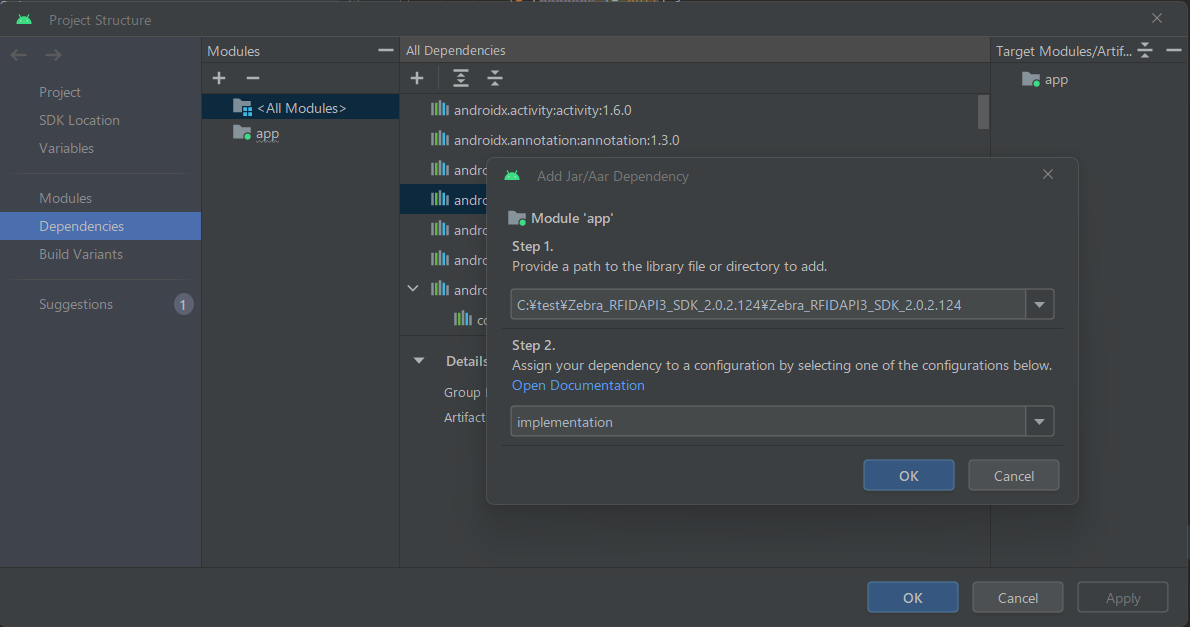 Project Structure
Modules
All Dependencies
Target Modules/Artif...
Project
SDK Location
Variables
Modules
Dependencies
Build Variants
Suggestions
1
<All Modules>
app
androidx.activity:activity:1.6.0
androidx.annotation:annotation:1.3.0
andro
andro
andro
andro
andro
co
Details
Group
Artifact
app
Add Jar/Aar Dependency
Module 'app'
Step 1.
Provide a path to the library file or directory to add.
C:¥test¥Zebra_RFIDAPI3_SDK_2.0.2.124¥Zebra_RFIDAPI3_SDK_2.0.2.124
Step 2.
Assign your dependency to a configuration by selecting one of the configurations below.
Open Documentation
implementation
OK
Cancel
OK
Cancel
Apply